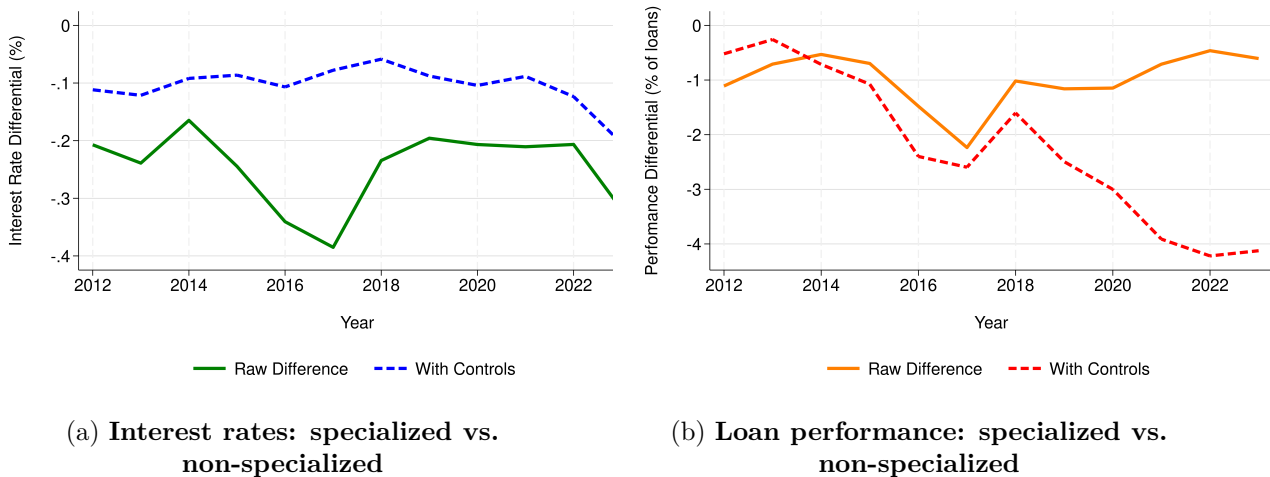 Interest Rate Differential (%)
0
-.1
-.2
-.3
-.4
2012 2014 2016 2018 2020 2022
Year
Raw Difference With Controls
(a) Interest rates: specialized vs.
non-specialized
Perfomance Differential (% of loans)
0
-1
-2
-3
-4
2012 2014 2016 2018 2020 2022
Year
Raw Difference With Controls
(b) Loan performance: specialized vs.
non-specialized